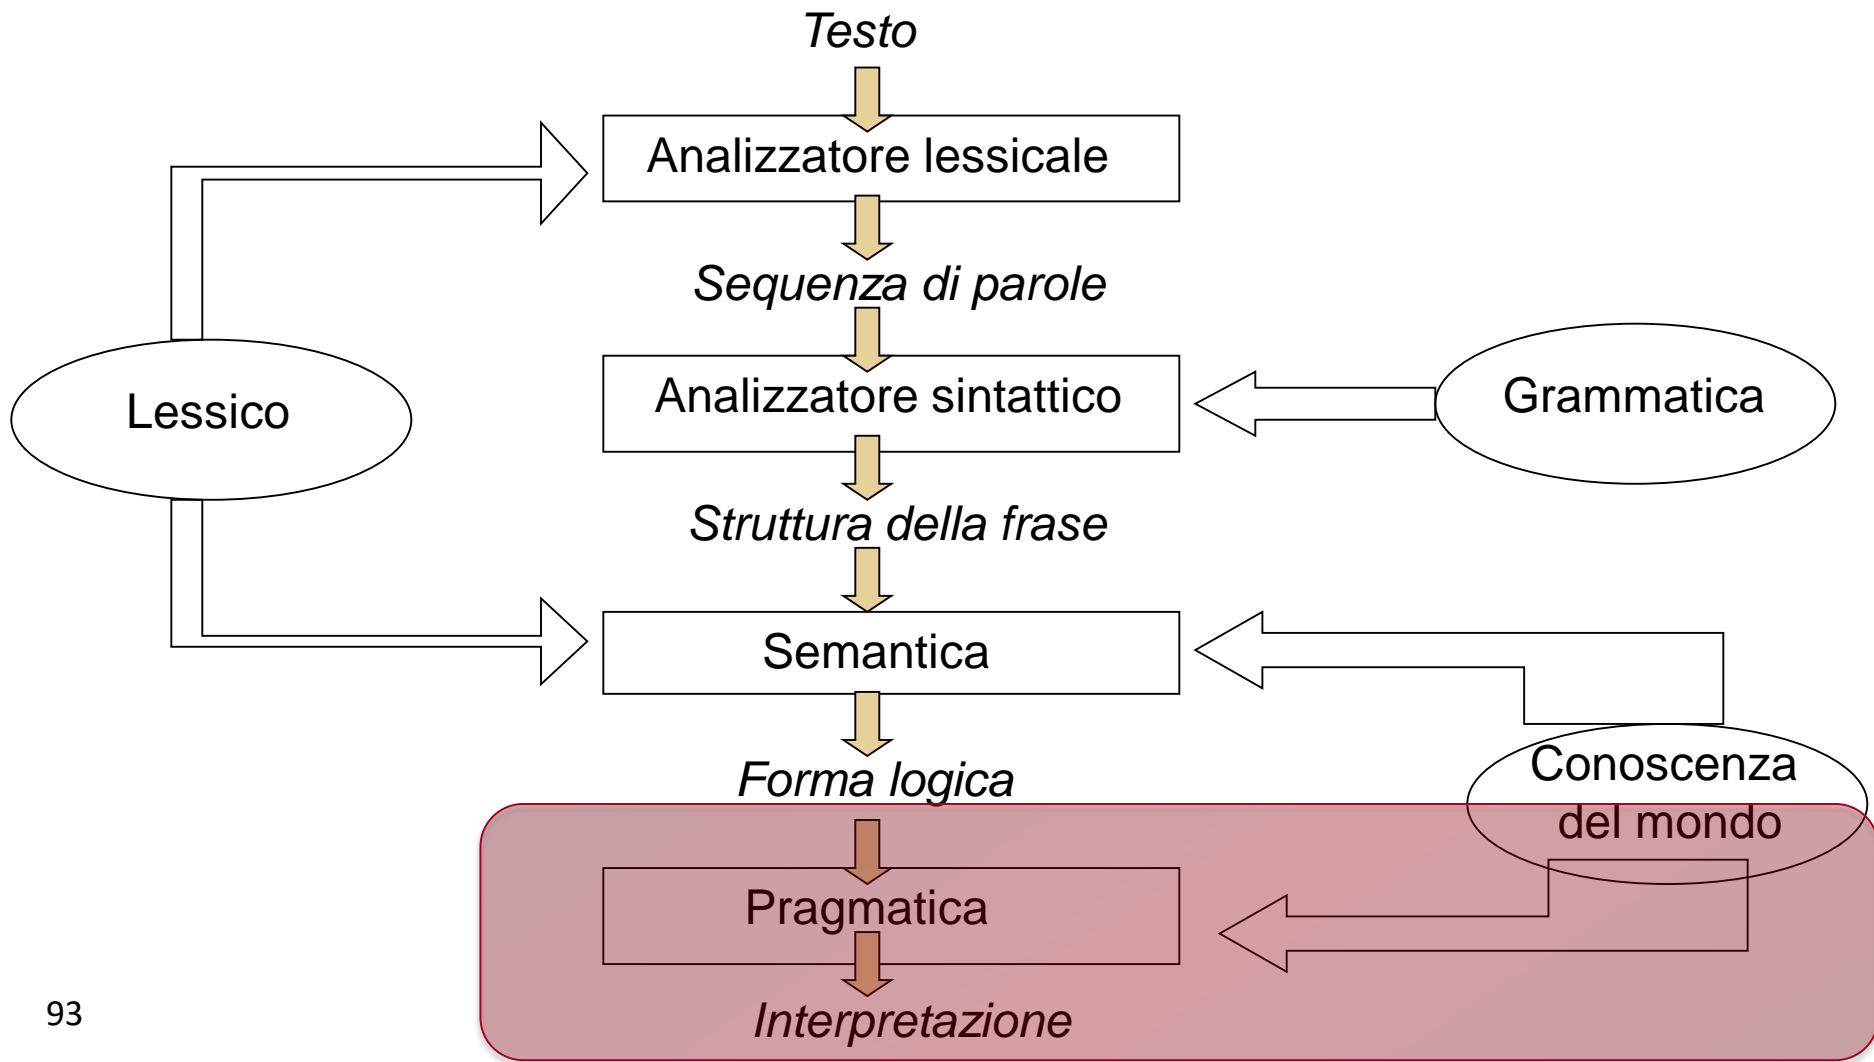 Testo
Analizzatore lessicale
Sequenza di parole
Lessico
Analizzatore sintattico
Grammatica
Struttura della frase
Semantica
Forma logica
Conoscenza
del mondo
Pragmatica
Interpretazione
93